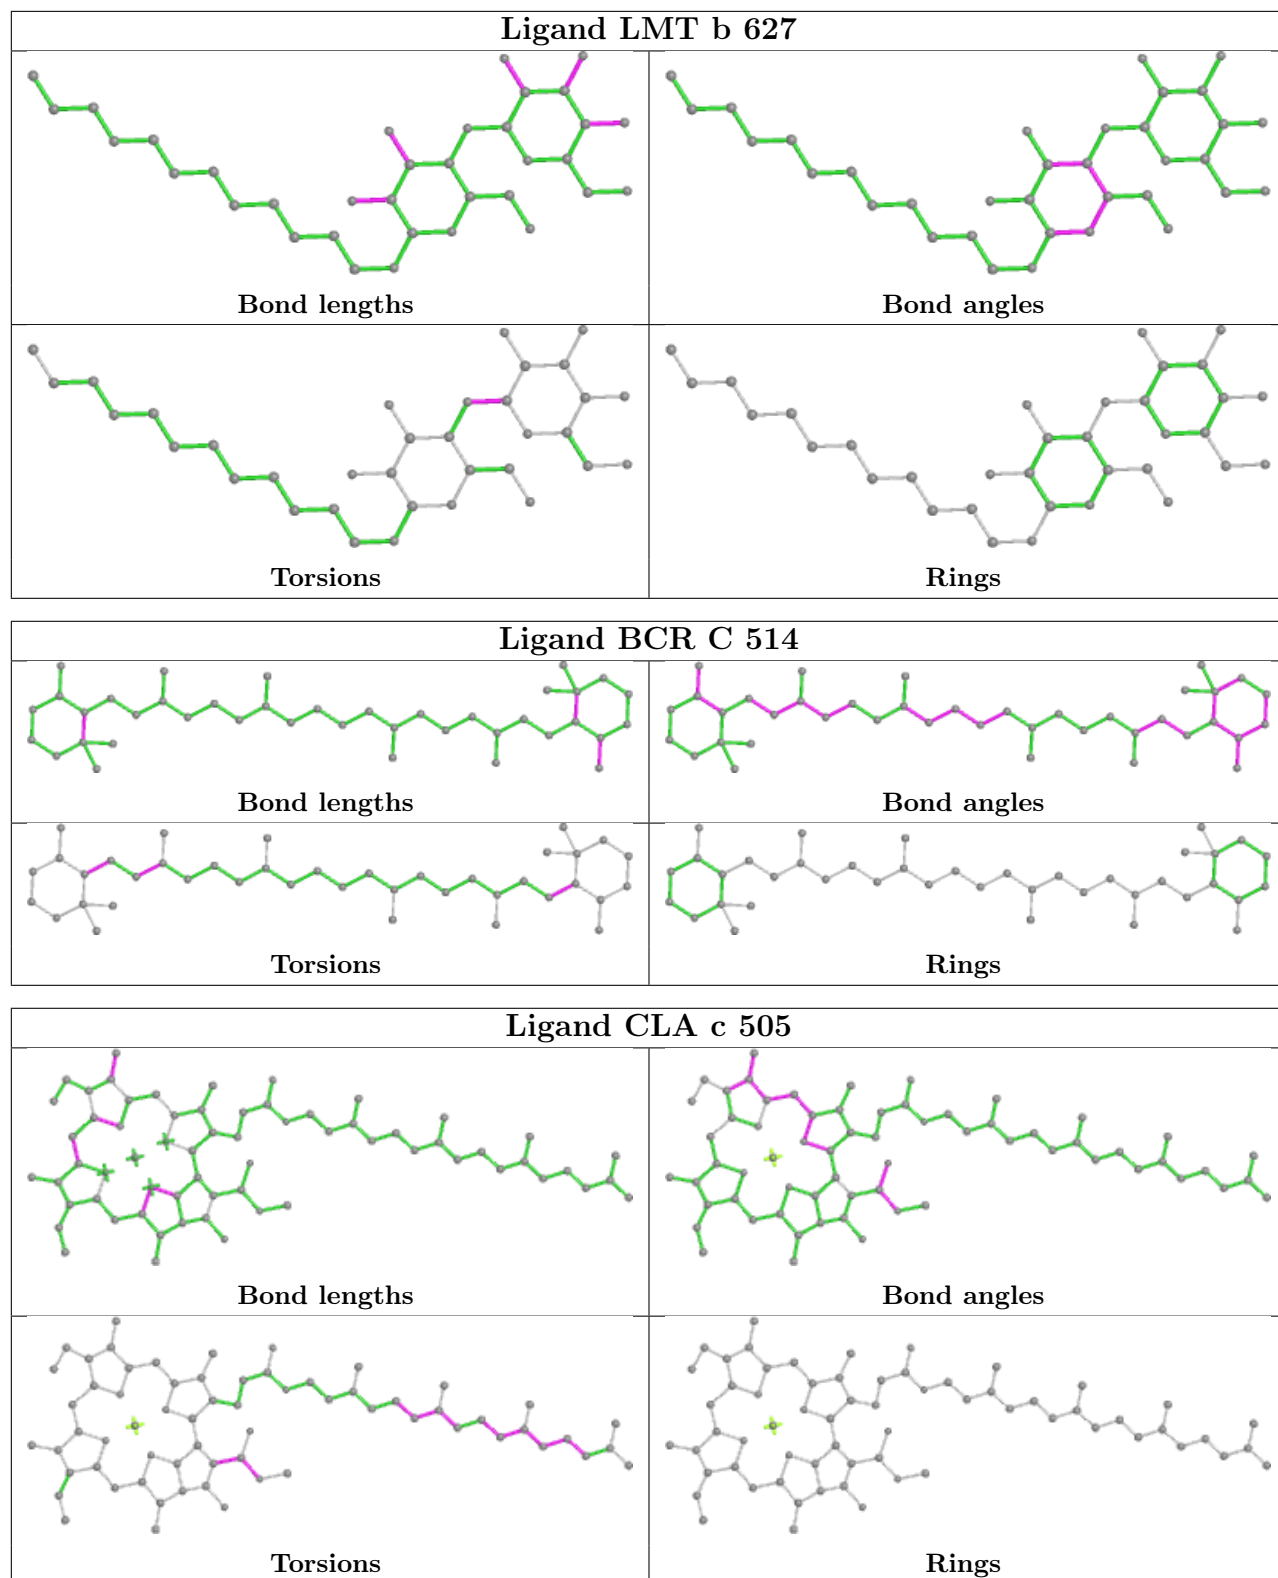 Ligand LMT b 627
Bond lengths
Bond angles
Torsions
Rings
Ligand BCR C 514
Bond lengths
Bond angles
Torsions
Rings
Ligand CLA c 505
Bond lengths
Bond angles
Torsions
Rings